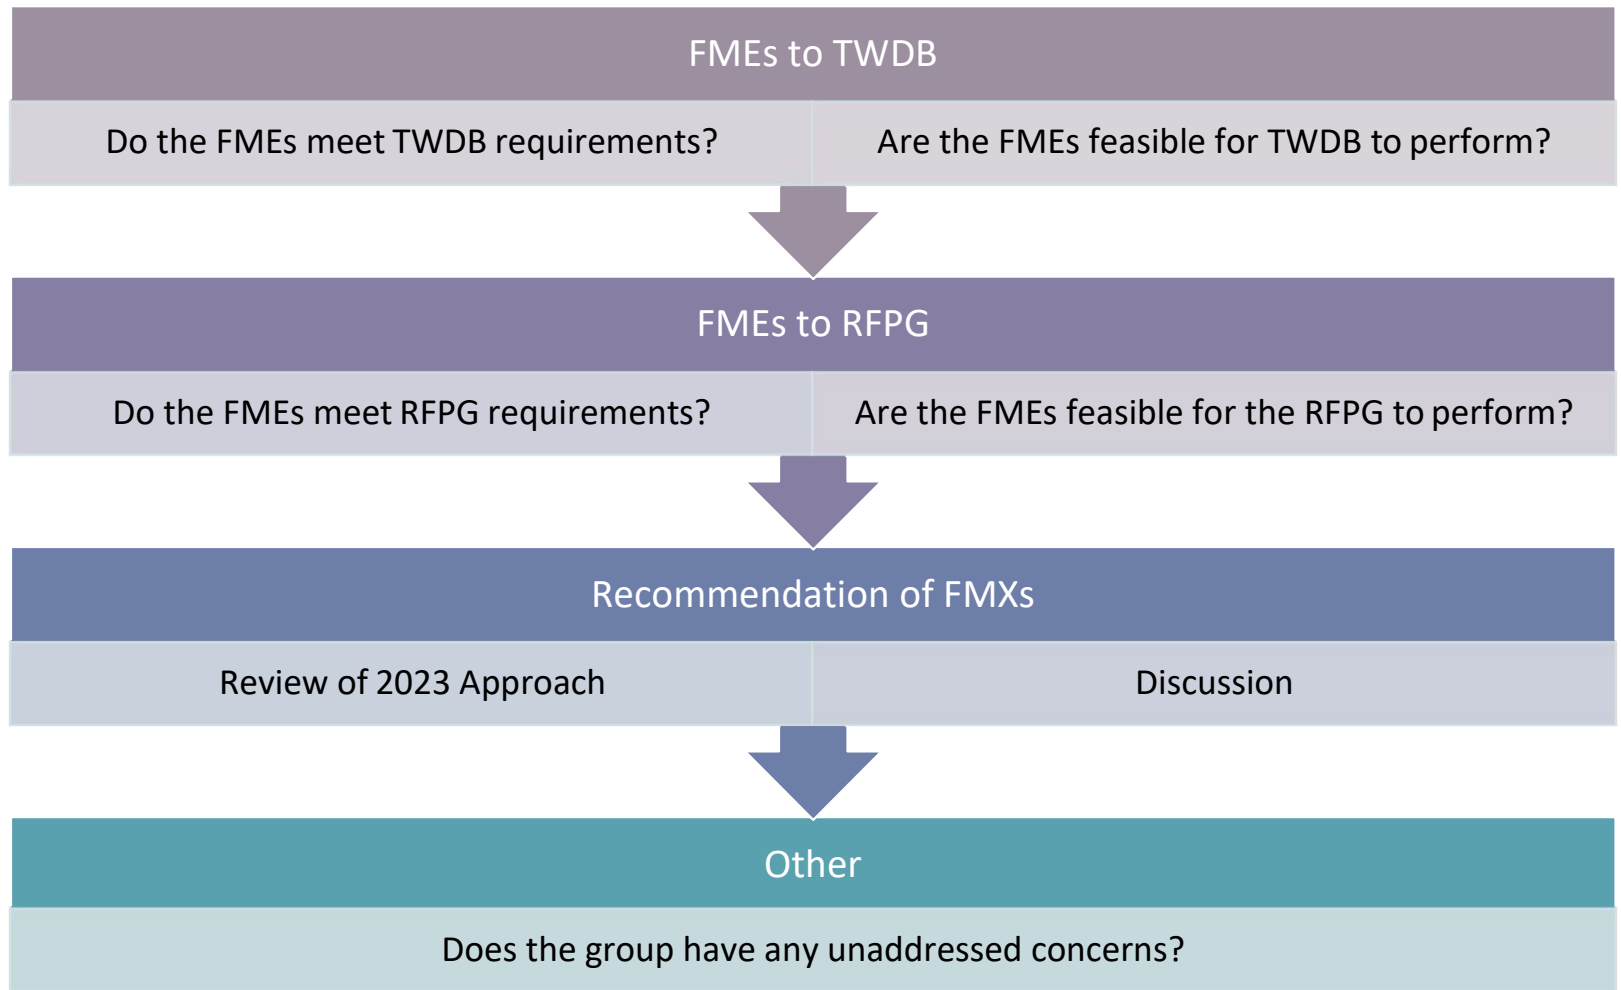 FMEs to TWDB
Do the FMEs meet TWDB requirements?
Are the FMEs feasible for TWDB to perform?
FMEs to RFPG
Do the FMEs meet RFPG requirements?
Are the FMEs feasible for the RFPG to perform?
Recommendation of FMXs
Review of 2023 Approach
Discussion
Other
Does the group have any unaddressed concerns?